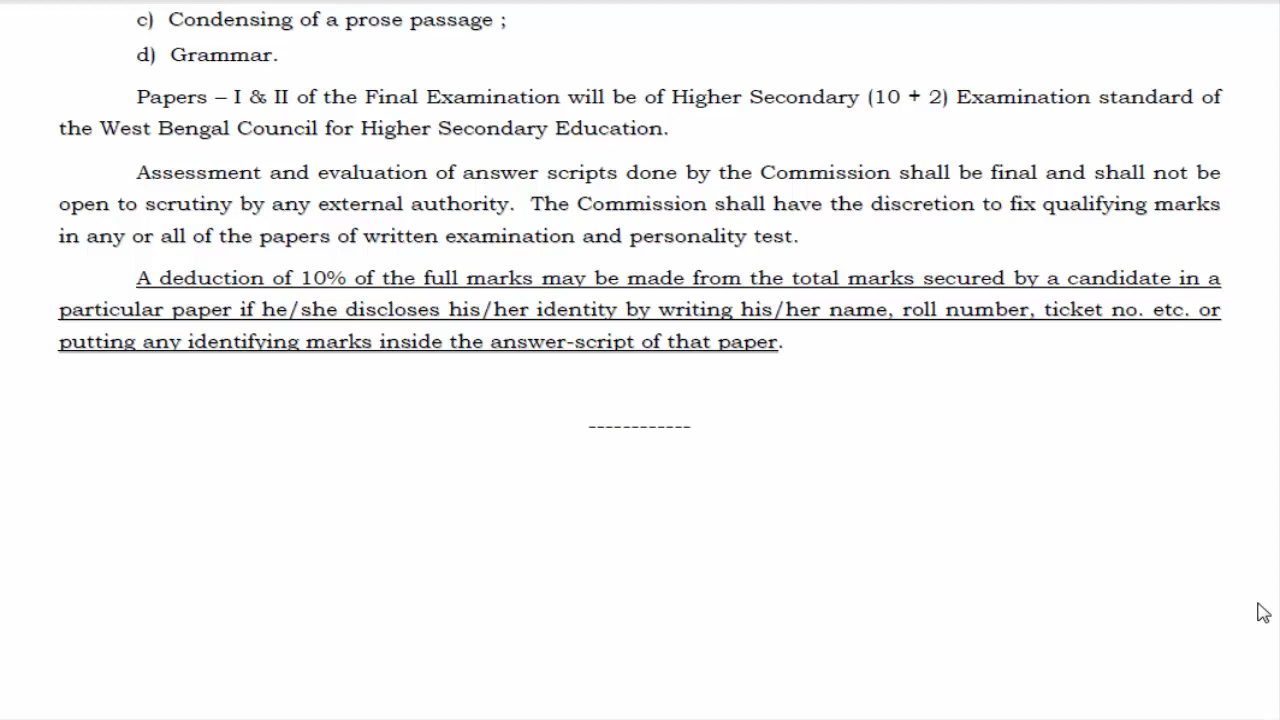 c) Condensing of a prose passage ;
d) Grammar.
Papers – I & II of the Final Examination will be of Higher Secondary (10 + 2) Examination standard of
the West Bengal Council for Higher Secondary Education.
Assessment and evaluation of answer scripts done by the Commission shall be final and shall not be
open to scrutiny by any external authority. The Commission shall have the discretion to fix qualifying marks
in any or all of the papers of written examination and personality test.
A deduction of 10% of the full marks may be made from the total marks secured by a candidate in a
particular paper if he/she discloses his/her identity by writing his/her name, roll number, ticket no. etc. or
putting any identifying marks inside the answer-script of that paper.
------------